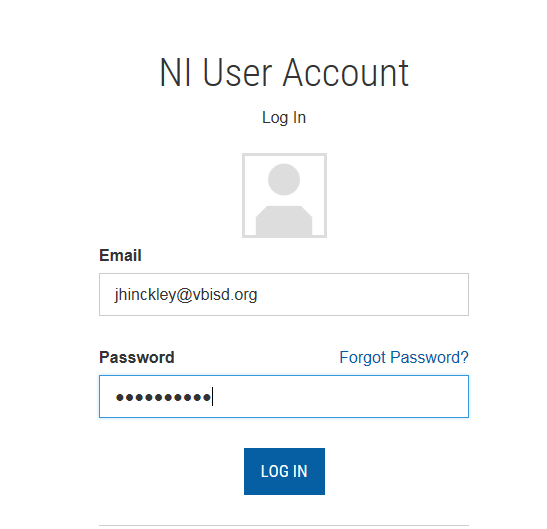 NI User Account
Log In
Email
jhinckley@vbisd.org
Password Forgot Password?
●●●●●●●●●●
LOG IN